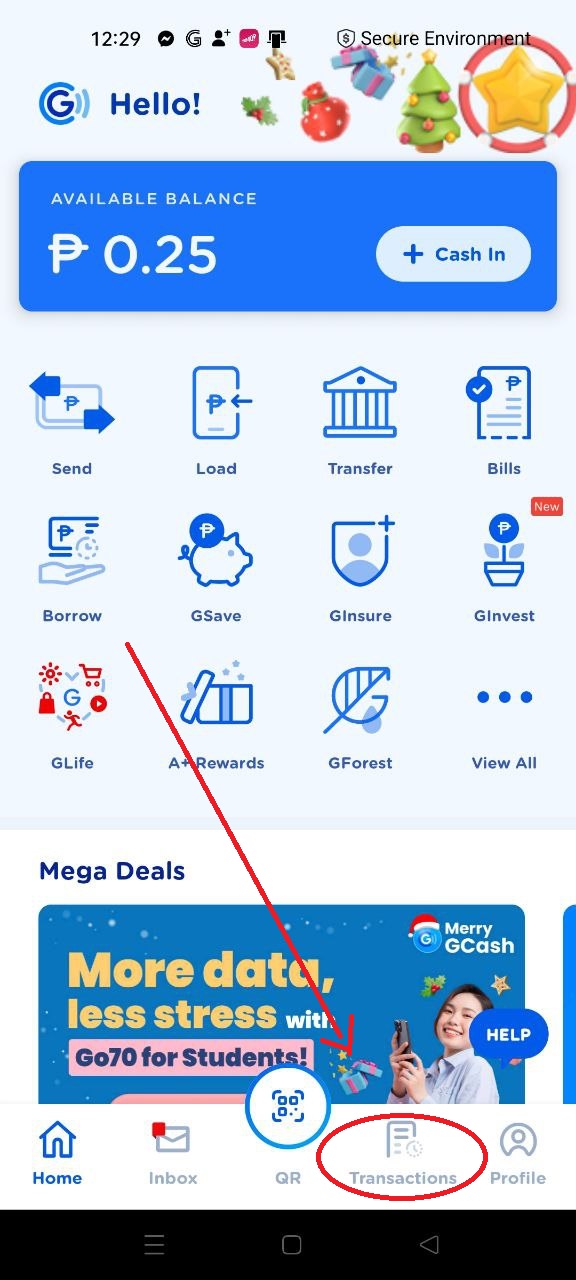 12:29 Secure Environment
Hello!
AVAILABLE BALANCE
₱ 0.25
+ Cash In
Send Load Transfer Bills
New
Borrow GSave GInsure GInvest
GLife A+ Rewards GForest View All
Mega Deals
Merry
GCash
More data,
less stress with
Go70 for Students!
HELP
Home Inbox QR Transactions Profile